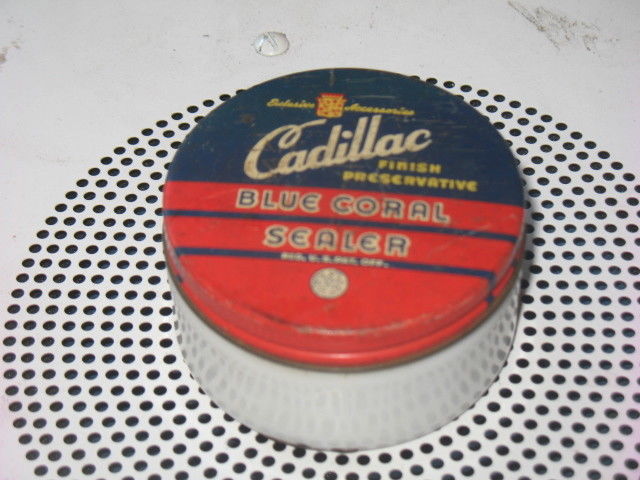 Exclusive Accessories
Cadillac
FINISH
PRESERVATIVE
BLUE CORAL
SEALER
REG. U.S. PAT. OFF.